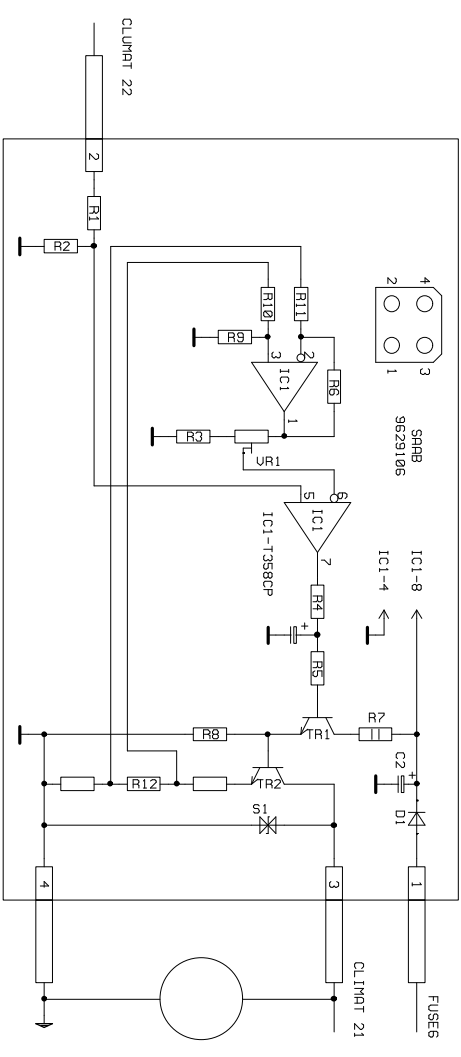 CLUMAT 22
2
R1
R2
4
2
3
1
SAAB
9629106
R11
R10
R9
2
3
IC1
R6
1
R3
VR1
6
5
IC1
7
IC1-T358CP
IC1-8
IC1-4
R4
+
R5
TR1
R7
R8
TR2
R12
C2
+
D1
S1
1
3
4
FUSE6
CLIMAT 21